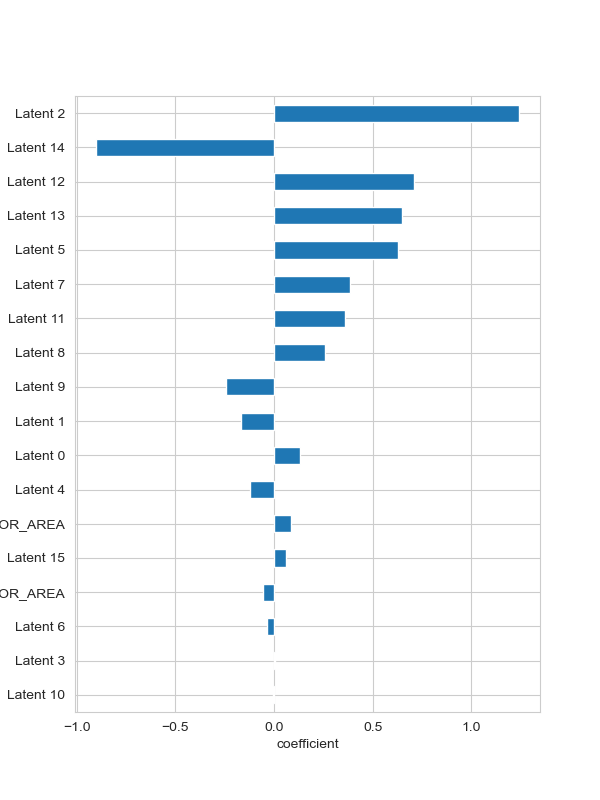 Latent 2
Latent 14
Latent 12
Latent 13
Latent 5
Latent 7
Latent 11
Latent 8
Latent 9
Latent 1
Latent 0
Latent 4
OR_AREA
Latent 15
OR_AREA
Latent 6
Latent 3
Latent 10
−1.0 −0.5 0.0 0.5 1.0
coefficient